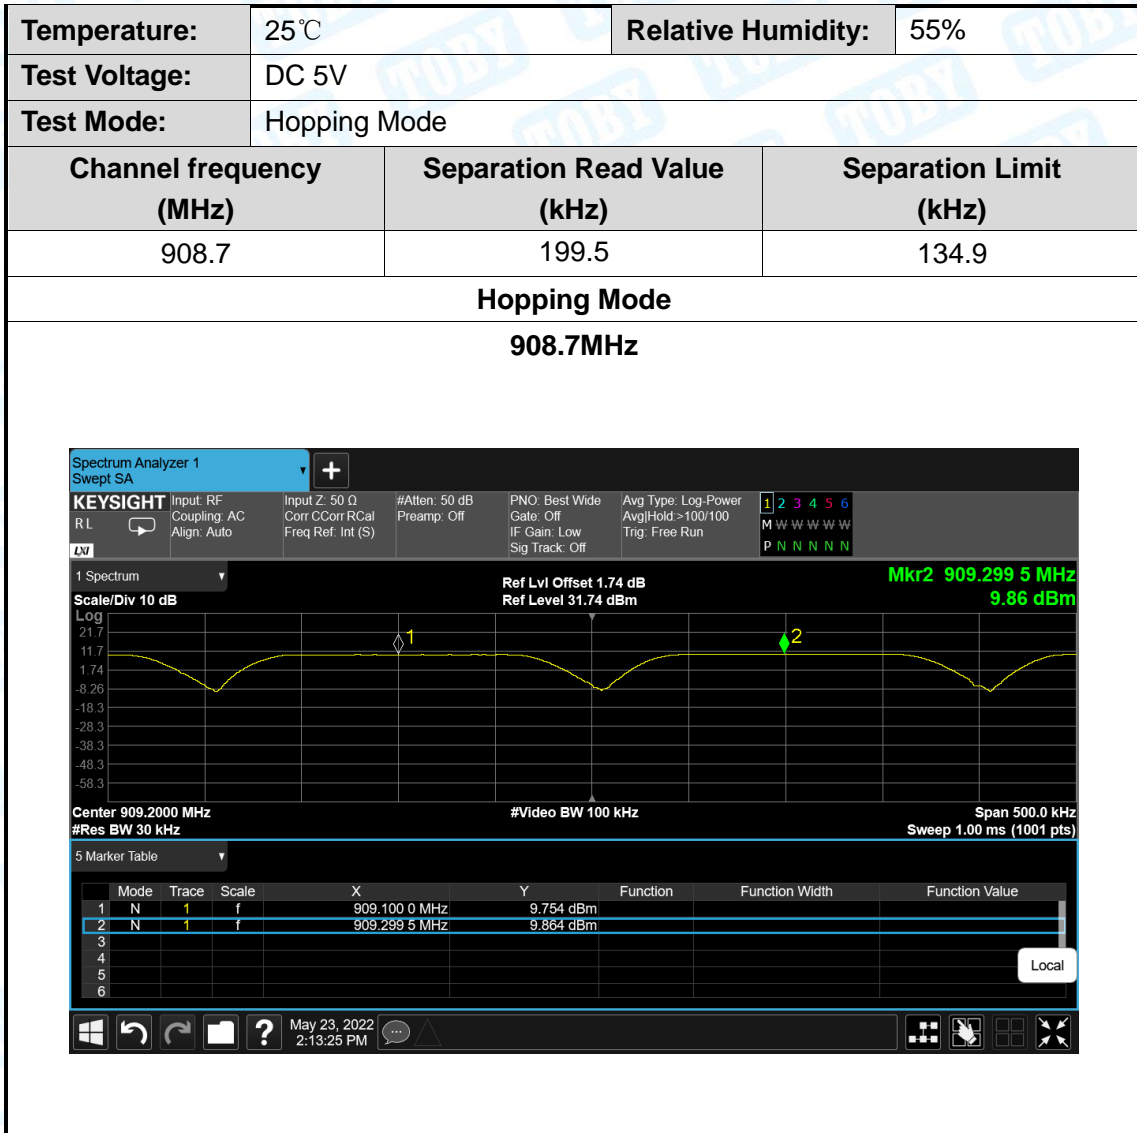 Temperature: 25℃ Relative Humidity: 55%
Test Voltage: DC 5V
Test Mode: Hopping Mode
Channel frequency (MHz) Separation Read Value (kHz) Separation Limit (kHz)
908.7 199.5 134.9
Hopping Mode
908.7MHz
Spectrum Analyzer 1
Swept SA
+
KEYSIGHT
RL
LXI
Input: RF
Coupling: AC
Align: Auto
Input Z: 50 Ω
Corr CCorr RCal
Freq Ref: Int (S)
#Atten: 50 dB
Preamp: Off
PNO: Best Wide
Gate: Off
IF Gain: Low
Sig Track: Off
Avg Type: Log-Power
Avg|Hold:>100/100
Trig: Free Run
1 2 3 4 5 6
M W W W W W
P N N N N N
1 Spectrum
Scale/Div 10 dB
Ref Lvl Offset 1.74 dB
Ref Level 31.74 dBm
Mkr2 909.299 5 MHz
9.86 dBm
Log
21.7
11.7
1.74
-8.26
-18.3
-28.3
-38.3
-48.3
-58.3
1
2
Center 909.2000 MHz #Video BW 100 kHz Span 500.0 kHz
#Res BW 30 kHz Sweep 1.00 ms (1001 pts)
5 Marker Table
Mode Trace Scale X Y Function Function Width Function Value
1 N 1 f 909.100 0 MHz 9.754 dBm
2 N 1 f 909.299 5 MHz 9.864 dBm
3
4
5
6
Local
?
May 23, 2022
2:13:25 PM
TOBY
TOBY
TOBY
TOBY